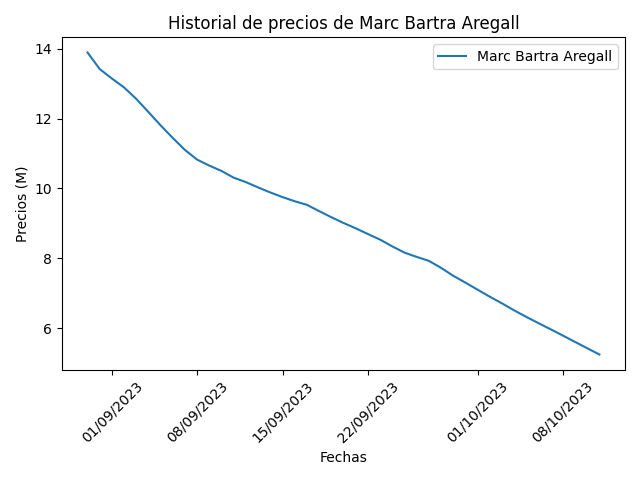 Historial de precios de Marc Bartra Aregall
Marc Bartra Aregall
Precios (M)
14
12
10
8
6
01/09/2023
08/09/2023
15/09/2023
22/09/2023
01/10/2023
08/10/2023
Fechas